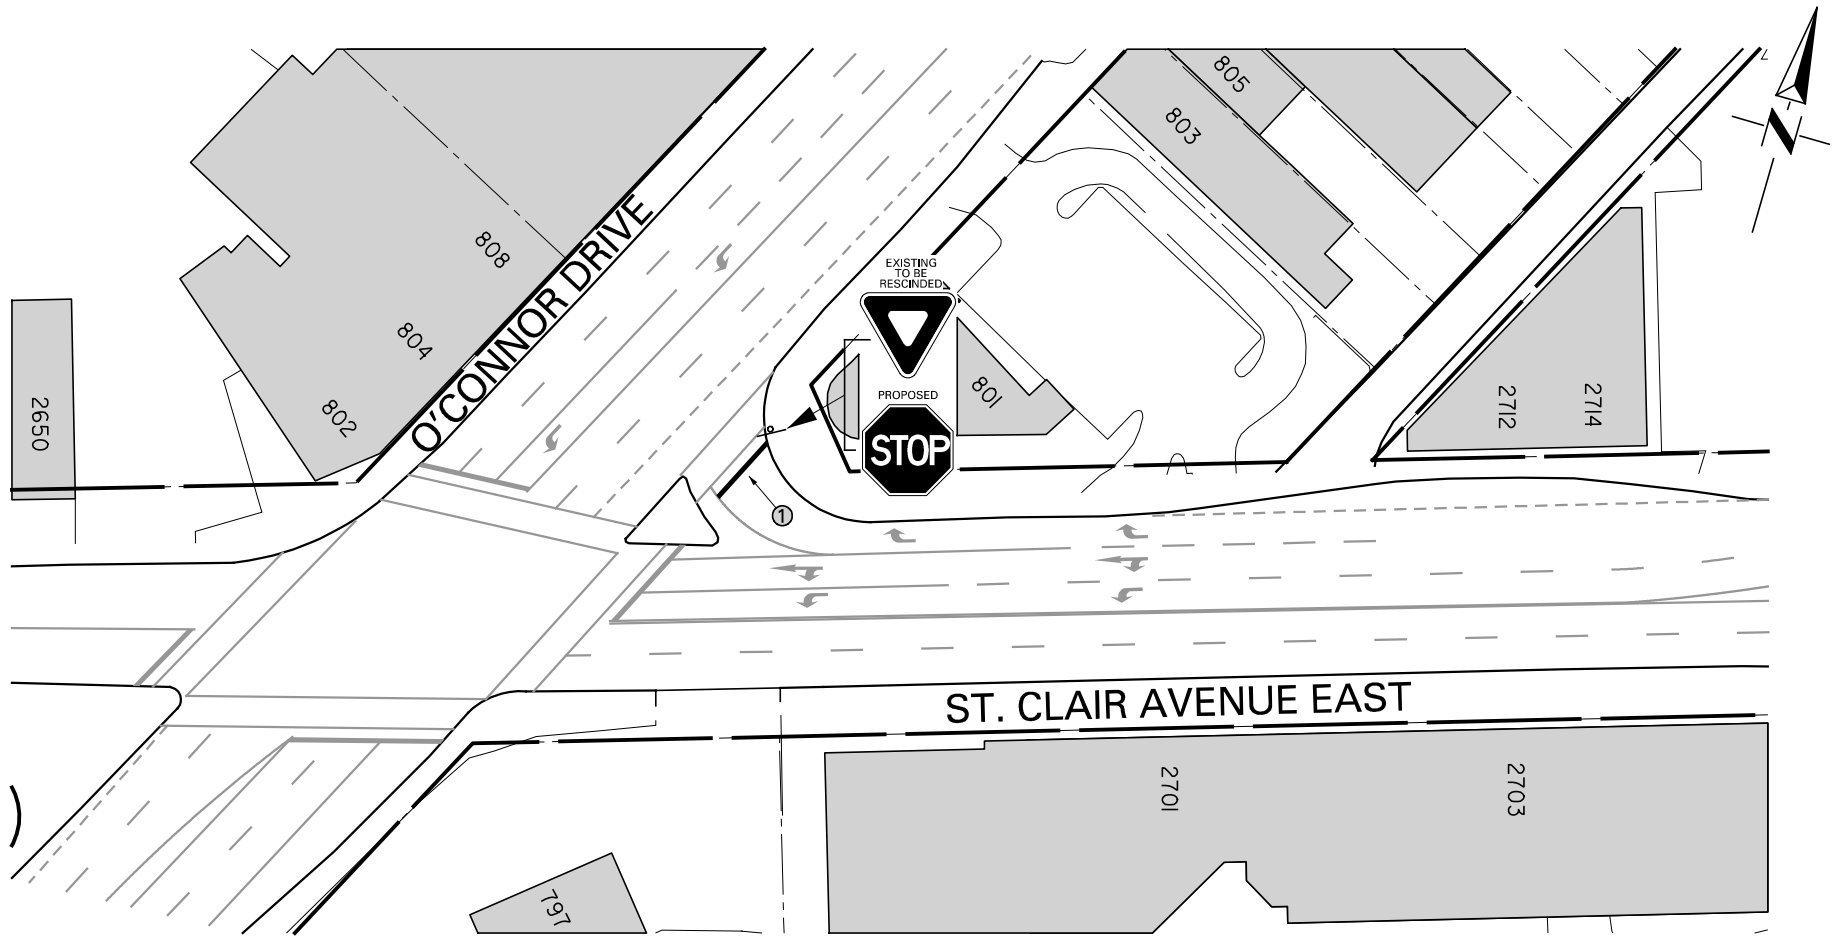 805
803
N
O'CONNOR DRIVE
808
804
802
2650
EXISTING
TO BE
RESCINDED
PROPOSED
STOP
801
2712
2714
1
ST. CLAIR AVENUE EAST
2701
2703
797